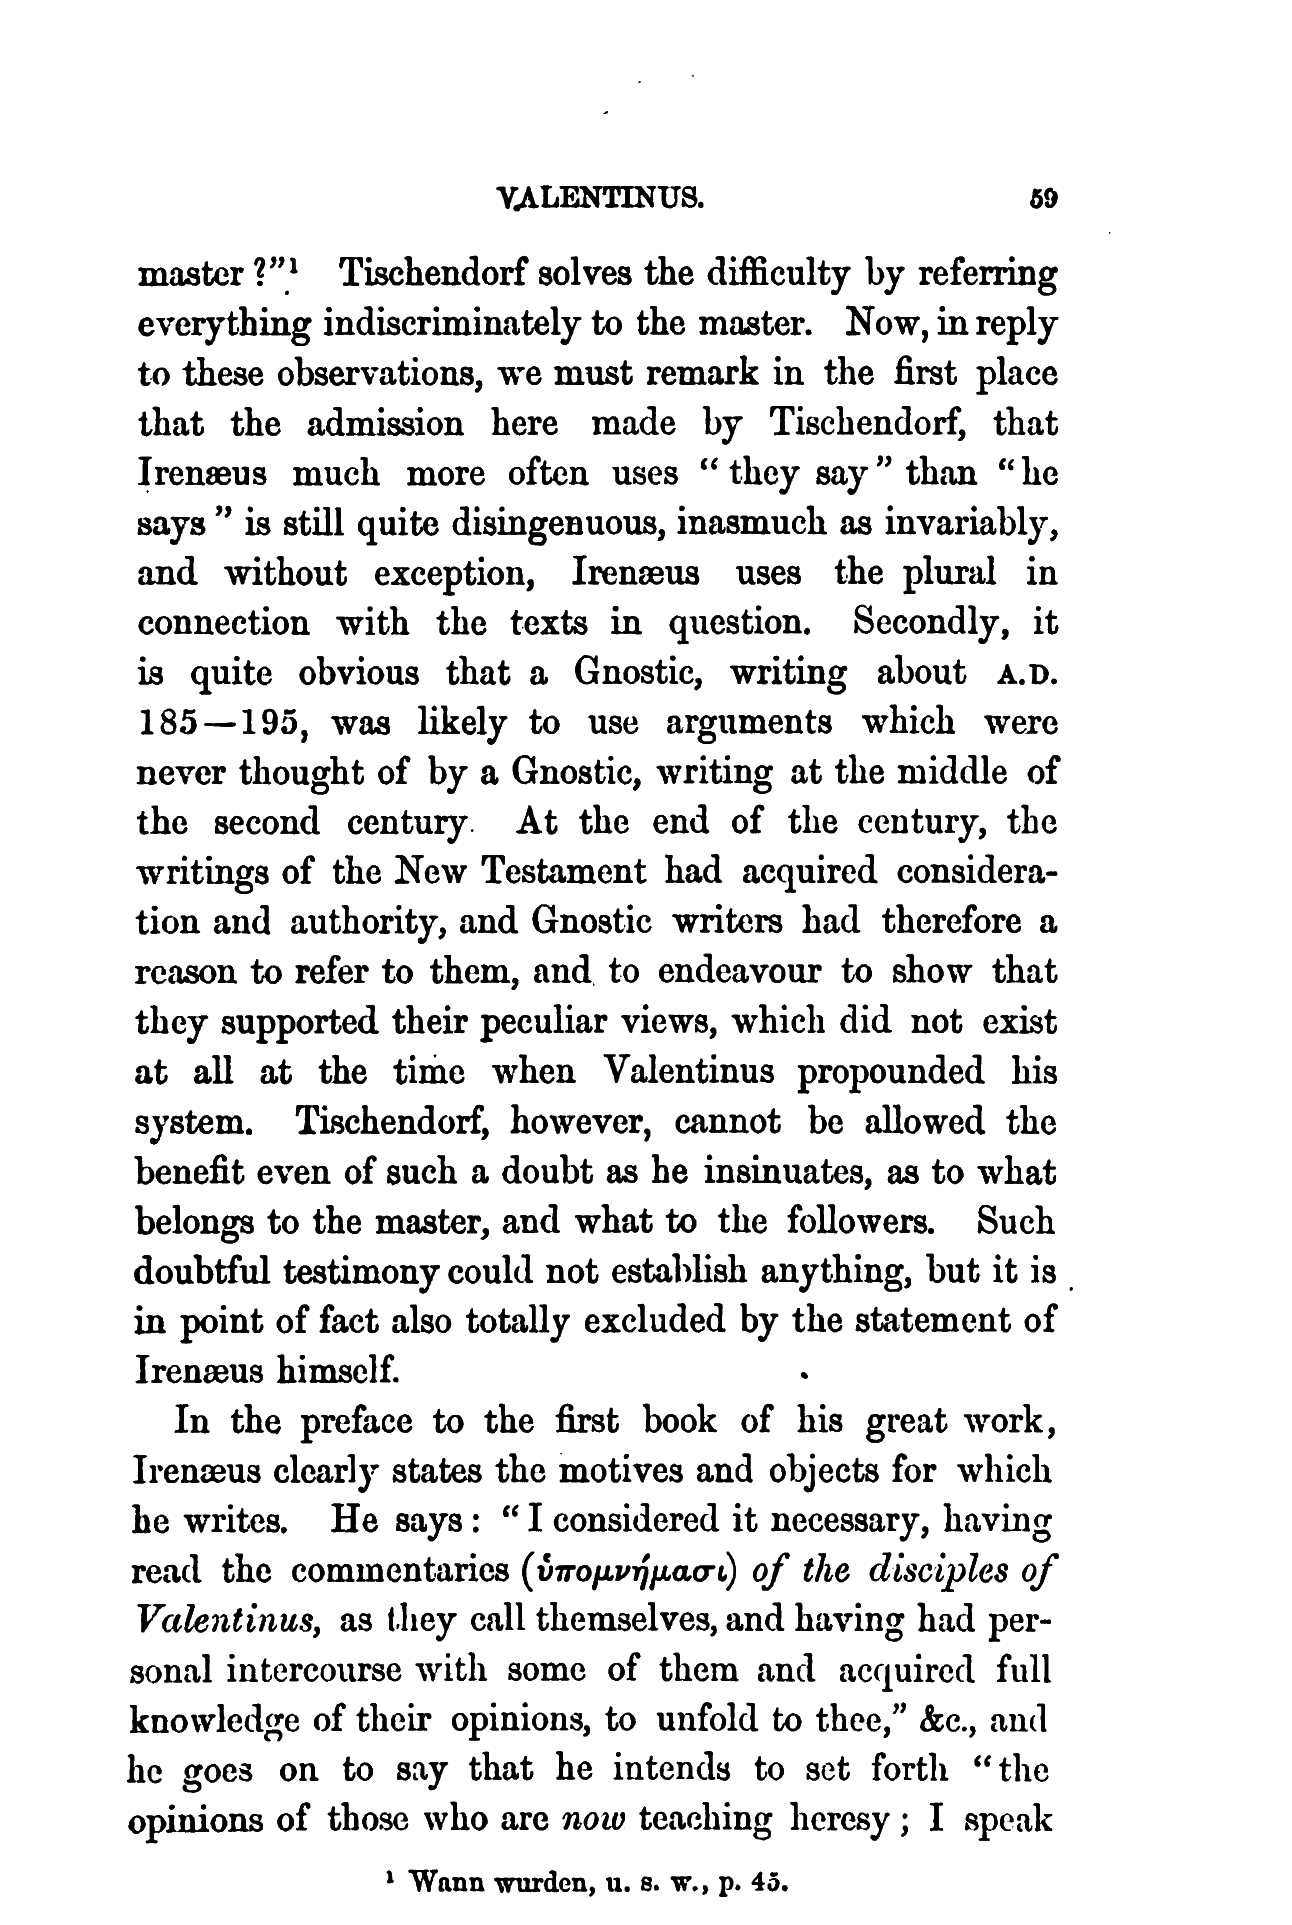 VALENTINUS. 59
master ?”¹ Tischendorf solves the difficulty by referring
everything indiscriminately to the master. Now, in reply
to these observations, we must remark in the first place
that the admission here made by Tischendorf, that
Irenæus much more often uses “ they say ” than “ he
says ” is still quite disingenuous, inasmuch as invariably,
and without exception, Irenæus uses the plural in
connection with the texts in question. Secondly, it
is quite obvious that a Gnostic, writing about A.D.
185—195, was likely to use arguments which were
never thought of by a Gnostic, writing at the middle of
the second century. At the end of the century, the
writings of the New Testament had acquired considera-
tion and authority, and Gnostic writers had therefore a
reason to refer to them, and to endeavour to show that
they supported their peculiar views, which did not exist
at all at the time when Valentinus propounded his
system. Tischendorf, however, cannot be allowed the
benefit even of such a doubt as he insinuates, as to what
belongs to the master, and what to the followers. Such
doubtful testimony could not establish anything, but it is
in point of fact also totally excluded by the statement of
Irenæus himself.
In the preface to the first book of his great work,
Irenæus clearly states the motives and objects for which
he writes. He says : “ I considered it necessary, having
read the commentaries (ὑπομνήμασι) of the disciples of
Valentinus, as they call themselves, and having had per-
sonal intercourse with some of them and acquired full
knowledge of their opinions, to unfold to thee,” &c., and
he goes on to say that he intends to set forth “ the
opinions of those who are now teaching heresy ; I speak
¹ Wann wurden, u. s. w., p. 45.